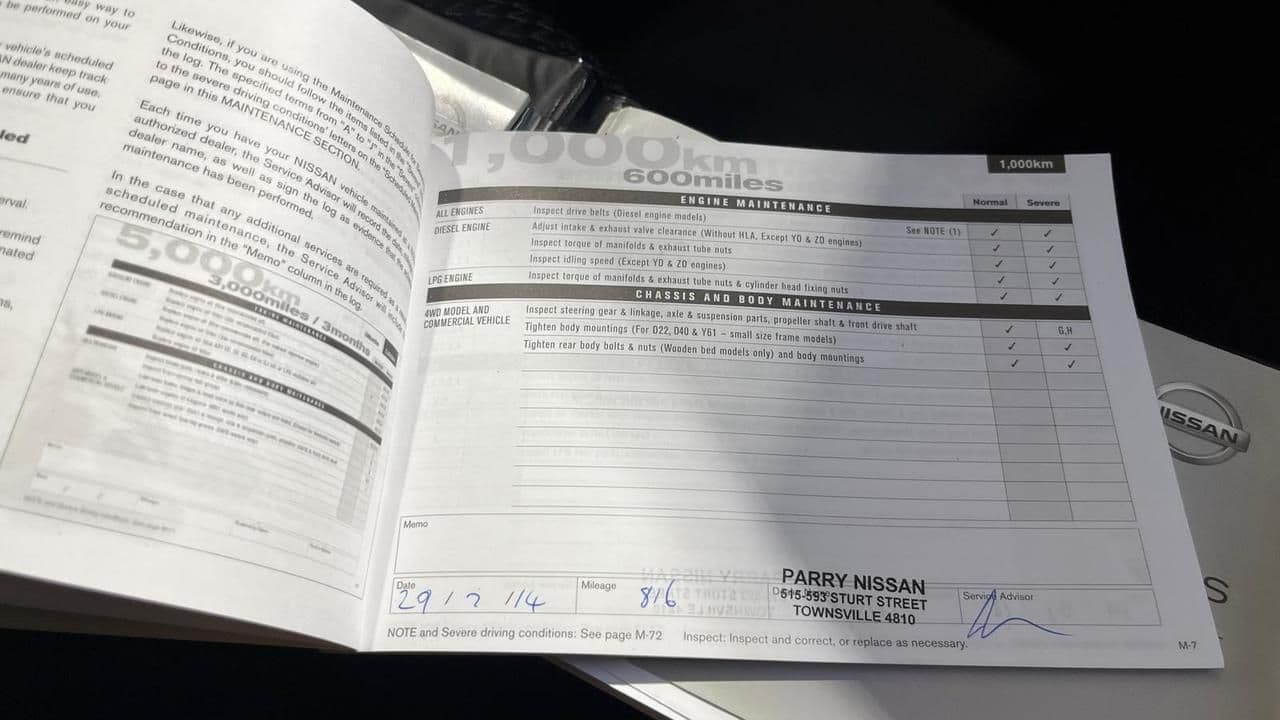 easy way to
be performed on your
vehicle's scheduled
AN dealer keep track
many years of use.
ensure that you
Likewise, if you are using the Maintenance
Conditions, you should follow the items listed in the
the log. The specified terms from "A" to "J" in the "Severe"
to the severe driving conditions' letters on the
page in this MAINTENANCE SECTION.
Each time you have your NISSAN vehicle maintained
authorized dealer, the Service Advisor will record the
dealer name, as well as sign the log as evidence that the
maintenance has been performed.
In the case that any additional services are required
scheduled maintenance, the Service Advisor will
recommendation in the "Memo" column in the log.
5,000km
3,000miles / 3months
1,000km
600miles
1,000km
ENGINE MAINTENANCE
Normal Severe
ALL ENGINES Inspect drive belts (Diesel engine models) ✓ ✓
DIESEL ENGINE Adjust intake & exhaust valve clearance (Without HLA, Except YD & ZD engines) See NOTE (1) ✓ ✓
Inspect torque of manifolds & exhaust tube nuts ✓ ✓
Inspect idling speed (Except YD & ZD engines) ✓ ✓
LPG ENGINE Inspect torque of manifolds & exhaust tube nuts & cylinder head fixing nuts ✓ ✓
CHASSIS AND BODY MAINTENANCE
4WD MODEL AND COMMERCIAL VEHICLE Inspect steering gear & linkage, axle & suspension parts, propeller shaft & front drive shaft ✓ G,H
Tighten body mountings (For D22, D40 & Y61 – small size frame models) ✓ ✓
Tighten rear body bolts & nuts (Wooden bed models only) and body mountings ✓ ✓
Memo
Date
Mileage
816
PARRY NISSAN
515-593 STURT STREET
TOWNSVILLE 4810
Service Advisor
NOTE and Severe driving conditions: See page M-72 Inspect: Inspect and correct, or replace as necessary.
M-7
NISSAN